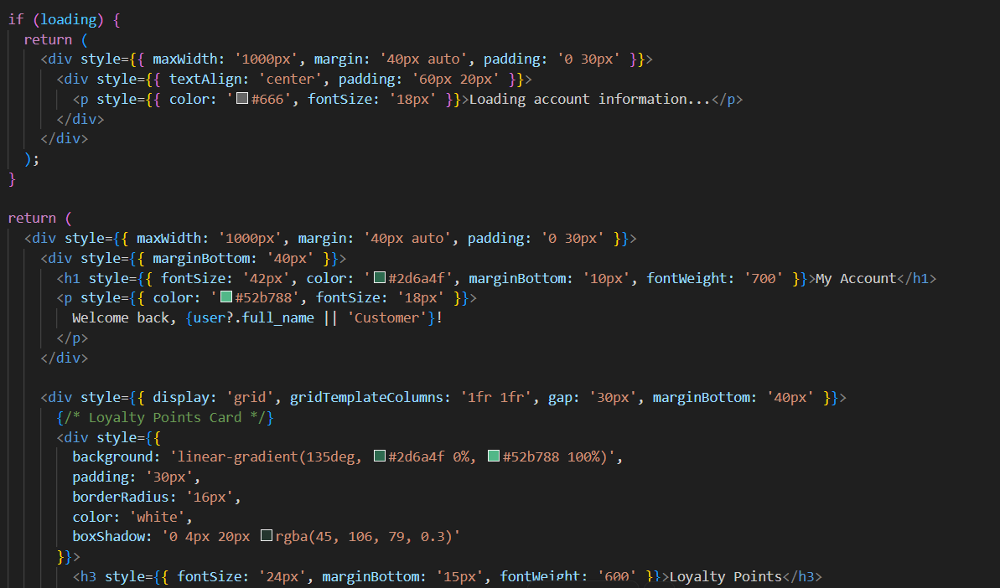 if (loading) {
  return (
    <div style={{ maxWidth: '1000px', margin: '40px auto', padding: '0 30px' }}>
      <div style={{ textAlign: 'center', padding: '60px 20px' }}>
        <p style={{ color: '#666', fontSize: '18px' }}>Loading account information...</p>
      </div>
    </div>
  );
}

return (
  <div style={{ maxWidth: '1000px', margin: '40px auto', padding: '0 30px' }}>
    <div style={{ marginBottom: '40px' }}>
      <h1 style={{ fontSize: '42px', color: '#2d6a4f', marginBottom: '10px', fontWeight: '700' }}>My Account</h1>
      <p style={{ color: '#52b788', fontSize: '18px' }}>
        Welcome back, {user?.full_name || 'Customer'}!
      </p>
    </div>

    <div style={{ display: 'grid', gridTemplateColumns: '1fr 1fr', gap: '30px', marginBottom: '40px' }}>
      {/* Loyalty Points Card */}
      <div style={{
        background: 'linear-gradient(135deg, #2d6a4f 0%, #52b788 100%)',
        padding: '30px',
        borderRadius: '16px',
        color: 'white',
        boxShadow: '0 4px 20px rgba(45, 106, 79, 0.3)'
      }}>
        <h3 style={{ fontSize: '24px', marginBottom: '15px', fontWeight: '600' }}>Loyalty Points</h3>